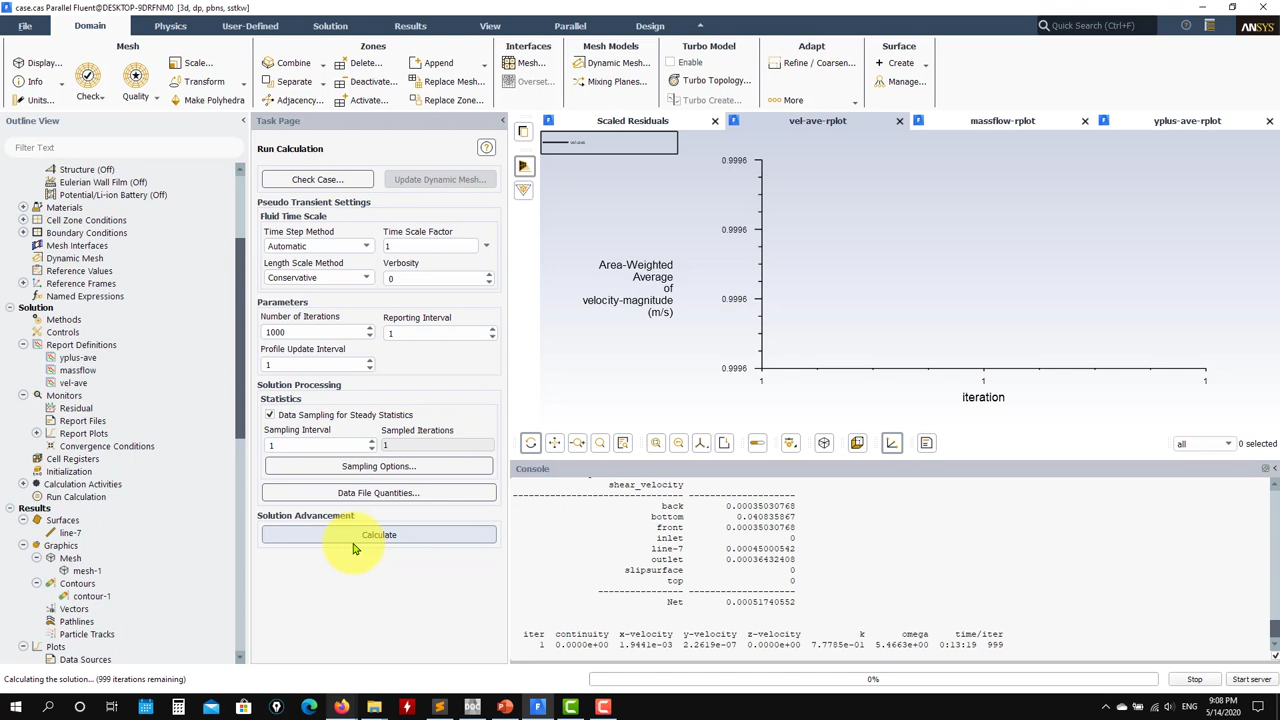 case.cas Parallel Fluent@DESKTOP-9DRFNM0 [3d, dp, pbns, sstkw]
File Domain Physics User-Defined Solution Results View Parallel Design
Quick Search (Ctrl+F)
ANSYS
Mesh Zones Interfaces Mesh Models Turbo Model Adapt Surface
Display... Scale... Combine Delete... Append Mesh... Dynamic Mesh... Enable Refine / Coarsen... Create
Info Check Quality Transform Separate Deactivate... Replace Mesh... Overset... Mixing Planes... Turbo Topology... Manage...
Units... Make Polyhedra Adjacency... Activate... Replace Zone... Turbo Create... More
Outline View
Filter Text
Structure (Off)
Eulerian Wall Film (Off)
Potential/Li-ion Battery (Off)
Materials
Cell Zone Conditions
Boundary Conditions
Mesh Interfaces
Dynamic Mesh
Reference Values
Reference Frames
Named Expressions
Solution
Methods
Controls
Report Definitions
yplus-ave
massflow
vel-ave
Monitors
Residual
Report Files
Report Plots
Convergence Conditions
Cell Registers
Initialization
Calculation Activities
Run Calculation
Results
Surfaces
line-7
Graphics
Mesh
mesh-1
Contours
contour-1
Vectors
Pathlines
Particle Tracks
Plots
Data Sources
Task Page
Run Calculation
Check Case... Update Dynamic Mesh...
Pseudo Transient Settings
Fluid Time Scale
Time Step Method Time Scale Factor
Automatic 1
Length Scale Method Verbosity
Conservative 0
Parameters
Number of Iterations Reporting Interval
1000 1
Profile Update Interval
1
Solution Processing
Statistics
Data Sampling for Steady Statistics
Sampling Interval Sampled Iterations
1 1
Sampling Options...
Data File Quantities...
Solution Advancement
Calculate
Scaled Residuals vel-ave-rplot massflow-rplot yplus-ave-rplot
vel-ave
0.9996
0.9996
Area-Weighted
Average
of
velocity-magnitude
(m/s)
0.9996
0.9996
1 1 1
iteration
all 0 selected
Console
shear_velocity
-------------------------------- --------------------
back 0.00035030768
bottom 0.040835867
front 0.00035030768
inlet 0
line-7 0.00045000542
outlet 0.00036432408
slipsurface 0
top 0
---------------- --------------------
Net 0.00051740552
iter continuity x-velocity y-velocity z-velocity k omega time/iter
1 0.0000e+00 1.9441e-03 2.2619e-07 0.0000e+00 7.7785e-01 5.4663e+00 0:13:19 999
Calculating the solution... (999 iterations remaining) 0% Stop Start server
9:08 PM
5/14/2020